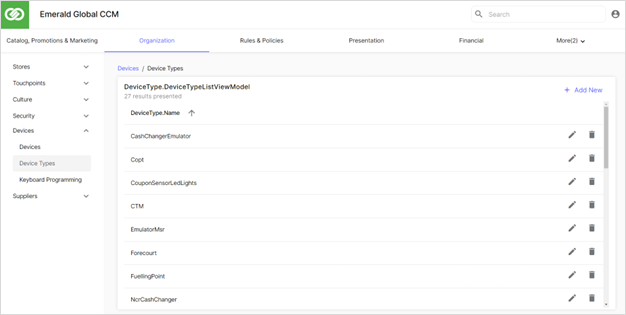 Emerald Global CCM
Search
Catalog, Promotions & Marketing
Organization
Rules & Policies
Presentation
Financial
More(2)
Stores
Touchpoints
Culture
Security
Devices
Devices
Device Types
Keyboard Programming
Suppliers
Devices / Device Types
DeviceType.DeviceTypeListViewModel
27 results presented
+ Add New
DeviceType.Name
CashChangerEmulator
Copt
CouponSensorLedLights
CTM
EmulatorMsr
Forecourt
FuellingPoint
NcrCashChanger